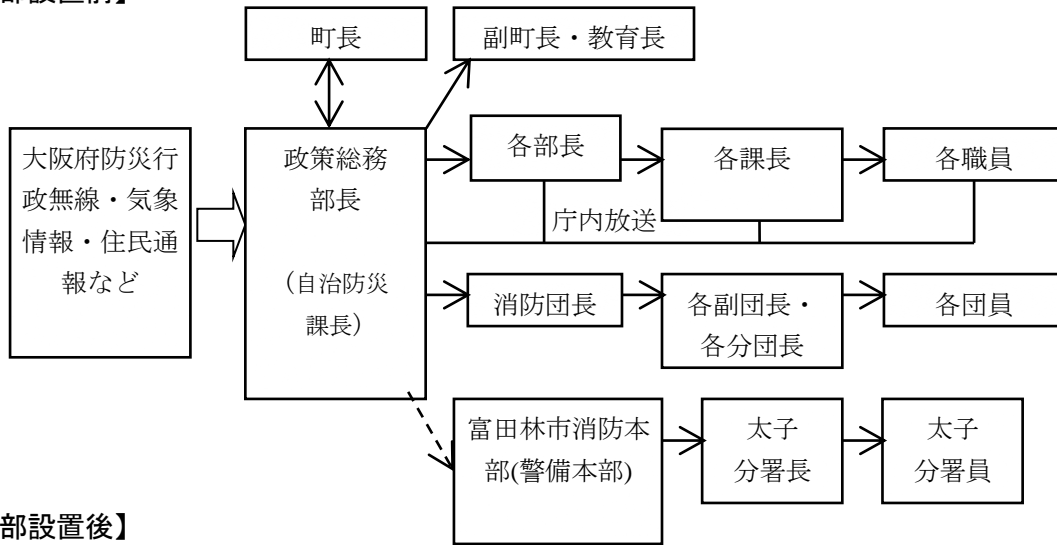 部設置前】
町長
副町長・教育長
大阪府防災行
政無線・気象
情報・住民通
報など
政策総務
部長
（自治防災
課長）
各部長
各課長
各職員
庁内放送
消防団長
各副団長・
各分団長
各団員
富田林市消防本
部(警備本部)
太子
分署長
太子
分署員
部設置後】